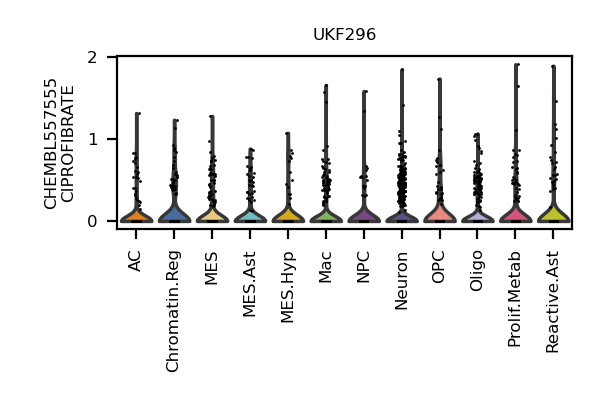 UKF296
CHEMBL557555
CIPROFIBRATE
2
1
0
AC
Chromatin.Reg
MES
MES.Ast
MES.Hyp
Mac
NPC
Neuron
OPC
Oligo
Prolif.Metab
Reactive.Ast